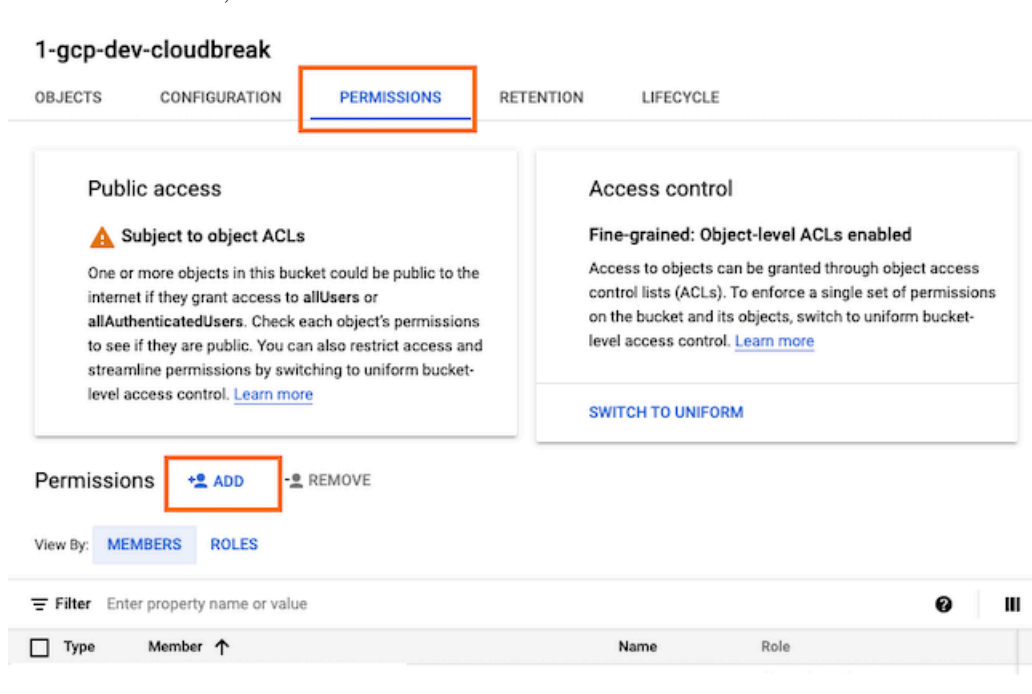 1-gcp-dev-cloudbreak
OBJECTS CONFIGURATION PERMISSIONS RETENTION LIFECYCLE
Public access
Subject to object ACLs
One or more objects in this bucket could be public to the
internet if they grant access to allUsers or
allAuthenticatedUsers. Check each object's permissions
to see if they are public. You can also restrict access and
streamline permissions by switching to uniform bucket-
level access control. Learn more
Access control
Fine-grained: Object-level ACLs enabled
Access to objects can be granted through object access
control lists (ACLs). To enforce a single set of permissions
on the bucket and its objects, switch to uniform bucket-
level access control. Learn more
SWITCH TO UNIFORM
Permissions ADD REMOVE
View By: MEMBERS ROLES
Filter Enter property name or value
Type Member Name Role